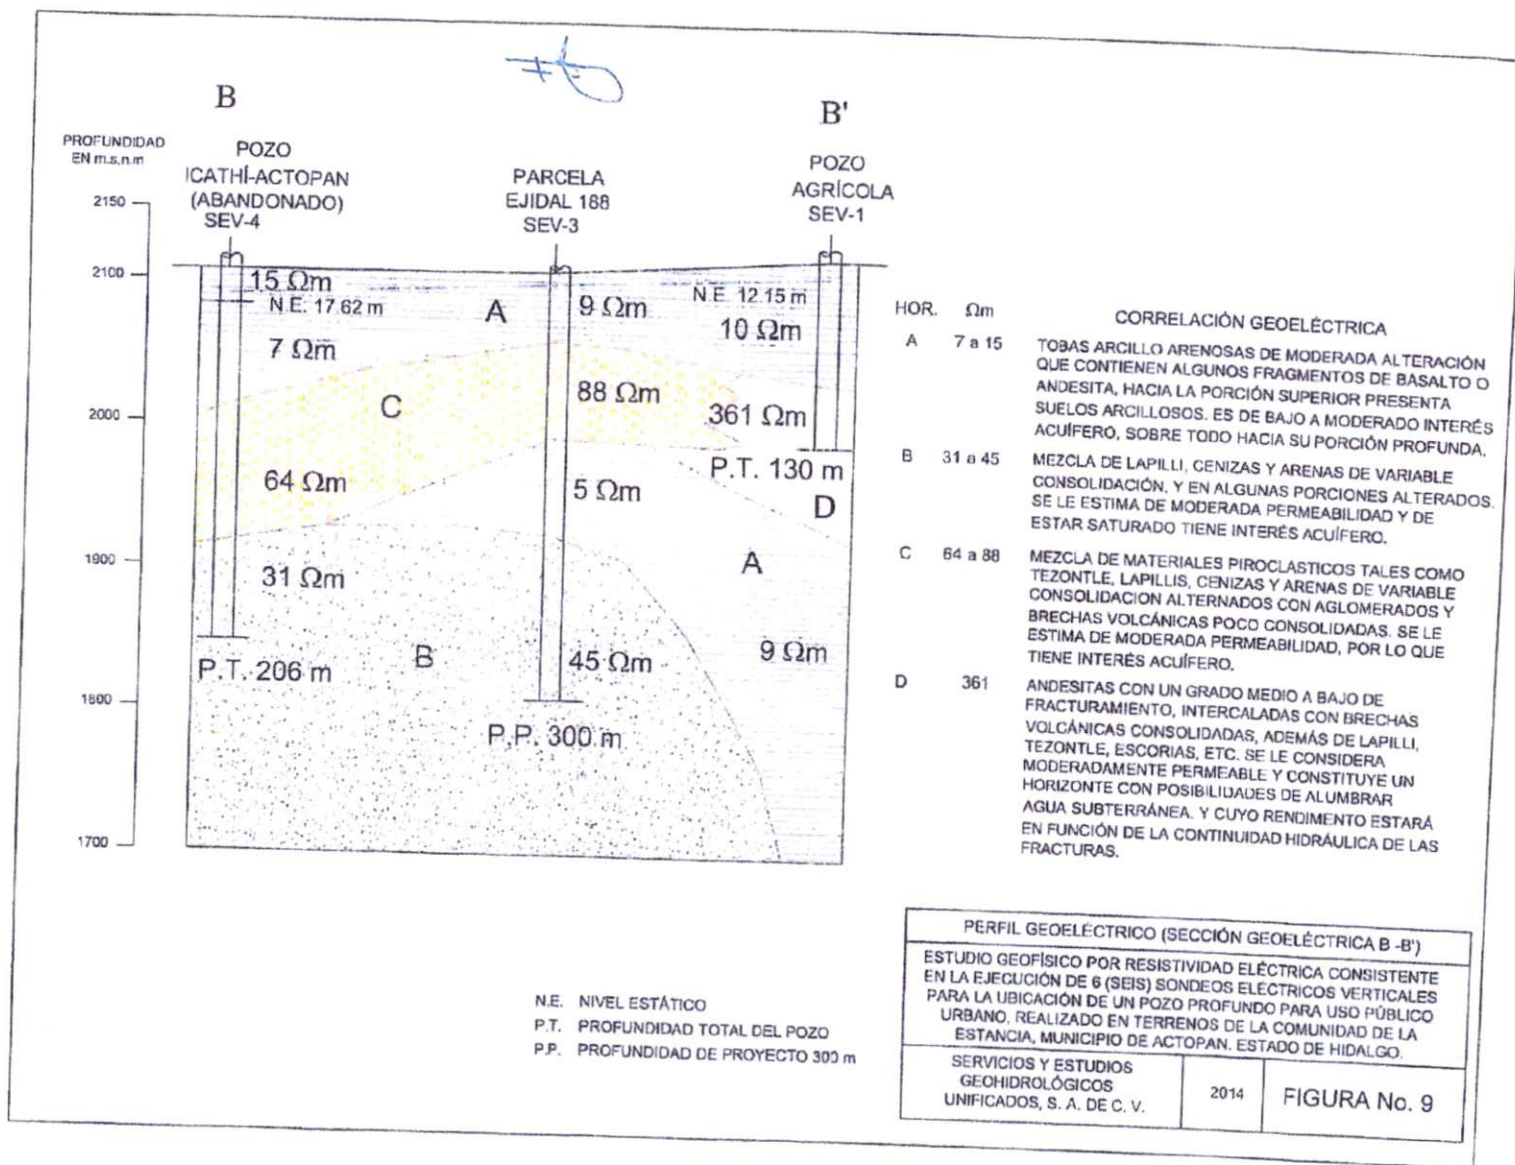 B
B'
PROFUNDIDAD
EN m.s.n.m
POZO
ICATHÍ-ACTOPAN
(ABANDONADO)
SEV-4
PARCELA
EJIDAL 188
SEV-3
POZO
AGRÍCOLA
SEV-1
2150
2100
2000
1900
1800
1700
15 Ωm
N.E. 17.62 m
7 Ωm
A
9 Ωm
N.E. 12.15 m
10 Ωm
C
88 Ωm
361 Ωm
64 Ωm
5 Ωm
P.T. 130 m
D
31 Ωm
A
P.T. 206 m
B
45 Ωm
9 Ωm
P.P. 300 m
HOR. Ωm
CORRELACIÓN GEOELÉCTRICA
A 7 a 15 TOBAS ARCILLO ARENOSAS DE MODERADA ALTERACIÓN
QUE CONTIENEN ALGUNOS FRAGMENTOS DE BASALTO O
ANDESITA, HACIA LA PORCIÓN SUPERIOR PRESENTA
SUELOS ARCILLOSOS. ES DE BAJO A MODERADO INTERÉS
ACUÍFERO, SOBRE TODO HACIA SU PORCIÓN PROFUNDA.
B 31 a 45 MEZCLA DE LAPILLI, CENIZAS Y ARENAS DE VARIABLE
CONSOLIDACIÓN, Y EN ALGUNAS PORCIONES ALTERADOS.
SE LE ESTIMA DE MODERADA PERMEABILIDAD Y DE
ESTAR SATURADO TIENE INTERÉS ACUÍFERO.
C 64 a 88 MEZCLA DE MATERIALES PIROCLASTICOS TALES COMO
TEZONTLE, LAPILLIS, CENIZAS Y ARENAS DE VARIABLE
CONSOLIDACION ALTERNADOS CON AGLOMERADOS Y
BRECHAS VOLCÁNICAS POCO CONSOLIDADAS. SE LE
ESTIMA DE MODERADA PERMEABILIDAD, POR LO QUE
TIENE INTERÉS ACUÍFERO.
D 361 ANDESITAS CON UN GRADO MEDIO A BAJO DE
FRACTURAMIENTO, INTERCALADAS CON BRECHAS
VOLCÁNICAS CONSOLIDADAS, ADEMÁS DE LAPILLI,
TEZONTLE, ESCORIAS, ETC. SE LE CONSIDERA
MODERADAMENTE PERMEABLE Y CONSTITUYE UN
HORIZONTE CON POSIBILIDADES DE ALUMBRAR
AGUA SUBTERRÁNEA. Y CUYO RENDIMIENTO ESTARÁ
EN FUNCIÓN DE LA CONTINUIDAD HIDRÁULICA DE LAS
FRACTURAS.
N.E. NIVEL ESTÁTICO
P.T. PROFUNDIDAD TOTAL DEL POZO
P.P. PROFUNDIDAD DE PROYECTO 300 m
PERFIL GEOELÉCTRICO (SECCIÓN GEOELÉCTRICA B -B')
ESTUDIO GEOFÍSICO POR RESISTIVIDAD ELÉCTRICA CONSISTENTE
EN LA EJECUCIÓN DE 6 (SEIS) SONDEOS ELÉCTRICOS VERTICALES
PARA LA UBICACIÓN DE UN POZO PROFUNDO PARA USO PÚBLICO
URBANO, REALIZADO EN TERRENOS DE LA COMUNIDAD DE LA
ESTANCIA, MUNICIPIO DE ACTOPAN. ESTADO DE HIDALGO.
SERVICIOS Y ESTUDIOS
GEOHIDROLÓGICOS
UNIFICADOS, S. A. DE C. V.
2014
FIGURA No. 9